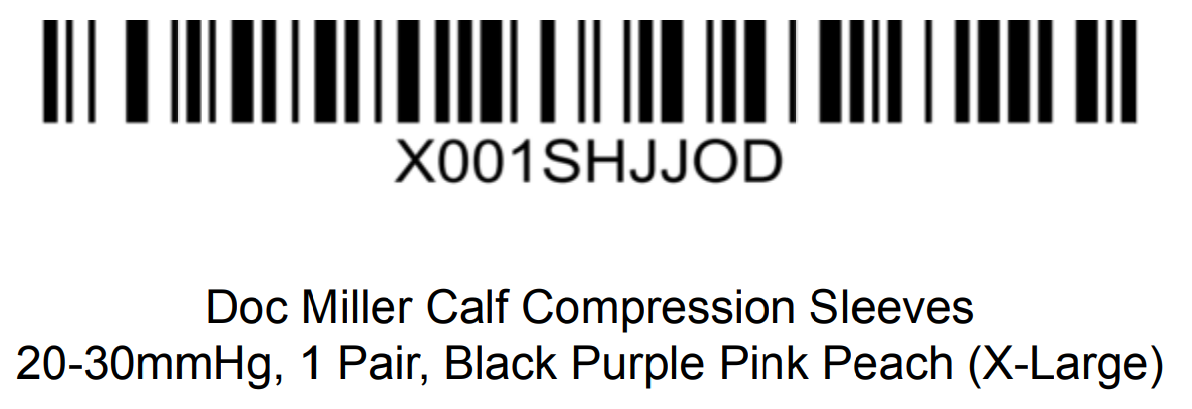 X001SHJJOD
Doc Miller Calf Compression Sleeves
20-30mmHg, 1 Pair, Black Purple Pink Peach (X-Large)